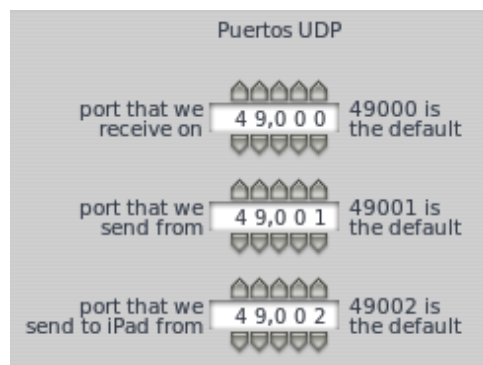 Puertos UDP
port that we
receive on
4 9,0 0 0
49000 is
the default
port that we
send from
4 9,0 0 1
49001 is
the default
port that we
send to iPad from
4 9,0 0 2
49002 is
the default